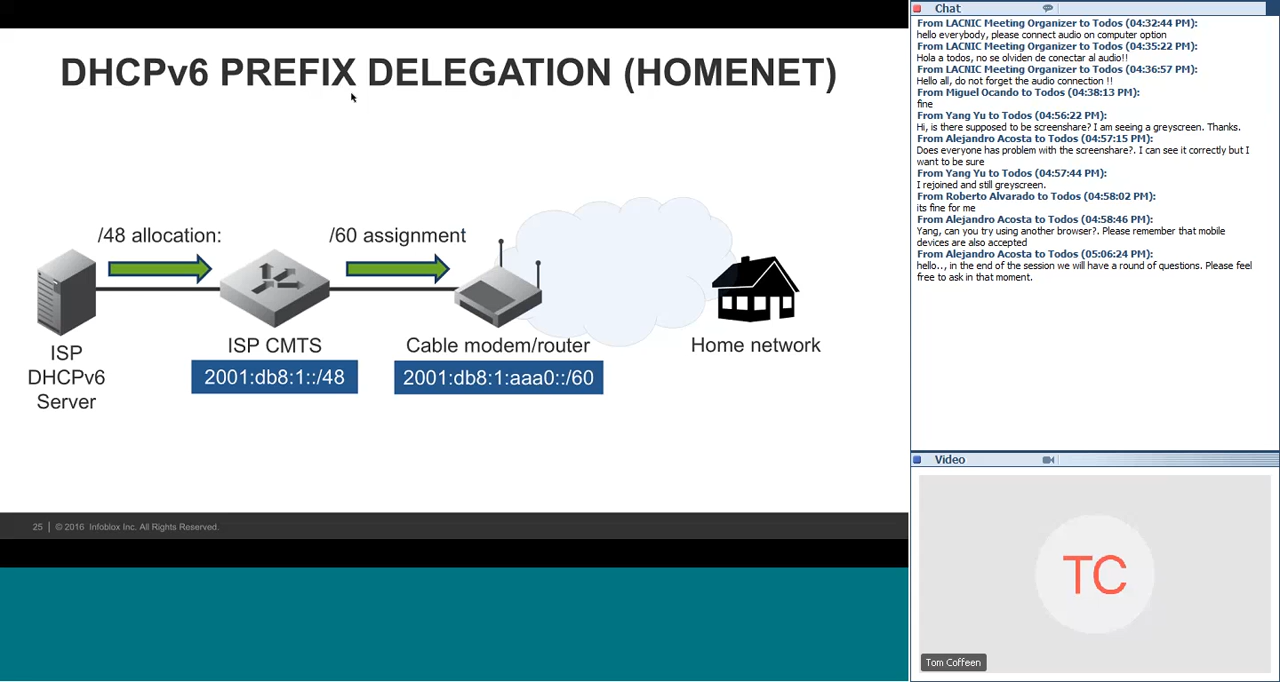 DHCPv6 PREFIX DELEGATION (HOMENET)
/48 allocation:
/60 assignment
ISP
DHCPv6
Server
ISP CMTS
2001:db8:1::/48
Cable modem/router
2001:db8:1:aaa0::/60
Home network
25 | © 2016 Infoblox Inc. All Rights Reserved.
Chat
From LACNIC Meeting Organizer to Todos (04:32:44 PM):
hello everybody, please connect audio on computer option
From LACNIC Meeting Organizer to Todos (04:35:22 PM):
Hola a todos, no se olviden de conectar al audio!!
From LACNIC Meeting Organizer to Todos (04:36:57 PM):
Hello all, do not forget the audio connection !!
From Miguel Ocando to Todos (04:38:13 PM):
fine
From Yang Yu to Todos (04:56:22 PM):
Hi, is there supposed to be screenshare? I am seeing a greyscreen. Thanks.
From Alejandro Acosta to Todos (04:57:15 PM):
Does everyone has problem with the screenshare?. I can see it correctly but I
want to be sure
From Yang Yu to Todos (04:57:44 PM):
I rejoined and still greyscreen.
From Roberto Alvarado to Todos (04:58:02 PM):
its fine for me
From Alejandro Acosta to Todos (04:58:46 PM):
Yang, can you try using another browser?. Please remember that mobile
devices are also accepted
From Alejandro Acosta to Todos (05:06:24 PM):
hello.., in the end of the session we will have a round of questions. Please feel
free to ask in that moment.
Video
TC
Tom Coffeen